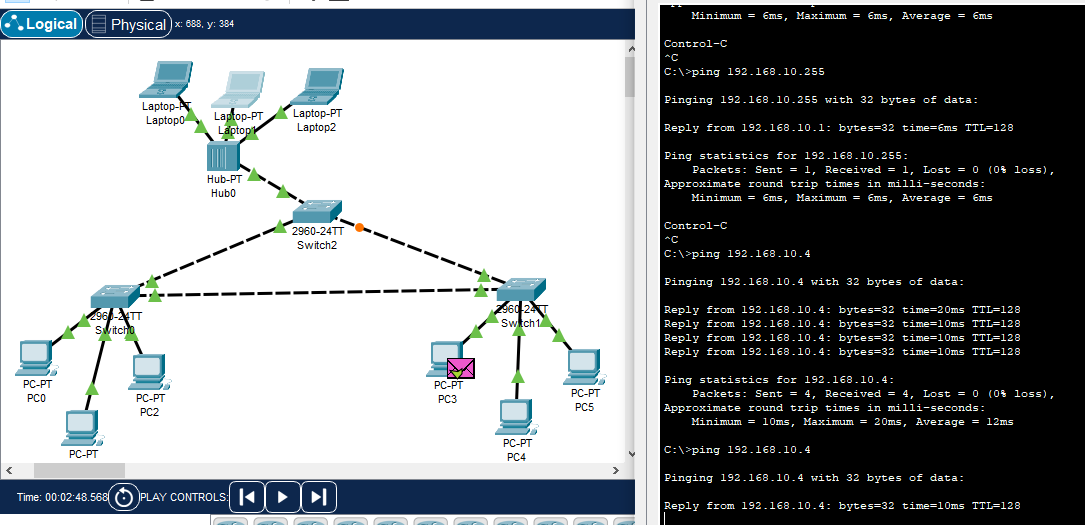 Logical
Physical
x: 688, y: 384
Laptop-PT
Laptop0
Laptop-PT
Laptop1
Laptop-PT
Laptop2
Hub-PT
Hub0
2960-24TT
Switch2
2960-24TT
Switch0
2960-24TT
Switch1
PC-PT
PC0
PC-PT
PC2
PC-PT
PC-PT
PC3
PC-PT
PC4
PC-PT
PC5
Time: 00:02:48.568
PLAY CONTROLS:
Minimum = 6ms, Maximum = 6ms, Average = 6ms
Control-C
^C
C:\>ping 192.168.10.255
Pinging 192.168.10.255 with 32 bytes of data:
Reply from 192.168.10.1: bytes=32 time=6ms TTL=128
Ping statistics for 192.168.10.255:
Packets: Sent = 1, Received = 1, Lost = 0 (0% loss),
Approximate round trip times in milli-seconds:
Minimum = 6ms, Maximum = 6ms, Average = 6ms
Control-C
^C
C:\>ping 192.168.10.4
Pinging 192.168.10.4 with 32 bytes of data:
Reply from 192.168.10.4: bytes=32 time=20ms TTL=128
Reply from 192.168.10.4: bytes=32 time=10ms TTL=128
Reply from 192.168.10.4: bytes=32 time=10ms TTL=128
Reply from 192.168.10.4: bytes=32 time=10ms TTL=128
Ping statistics for 192.168.10.4:
Packets: Sent = 4, Received = 4, Lost = 0 (0% loss),
Approximate round trip times in milli-seconds:
Minimum = 10ms, Maximum = 20ms, Average = 12ms
C:\>ping 192.168.10.4
Pinging 192.168.10.4 with 32 bytes of data:
Reply from 192.168.10.4: bytes=32 time=10ms TTL=128